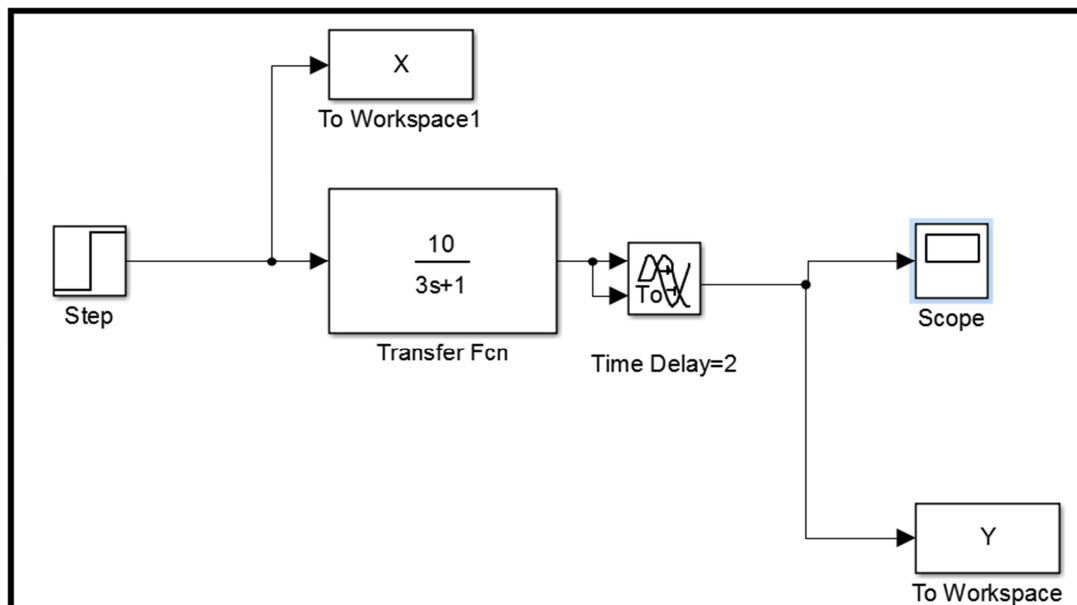 X
To Workspace1
10
3s+1
To
Step
Transfer Fcn
Time Delay=2
Scope
Y
To Workspace